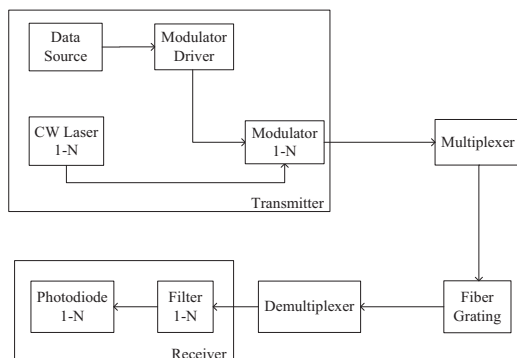 Data
Source
Modulator
Driver
CW Laser
1-N
Modulator
1-N
Transmitter
Multiplexer
Photodiode
1-N
Filter
1-N
Receiver
Demultiplexer
Fiber
Grating